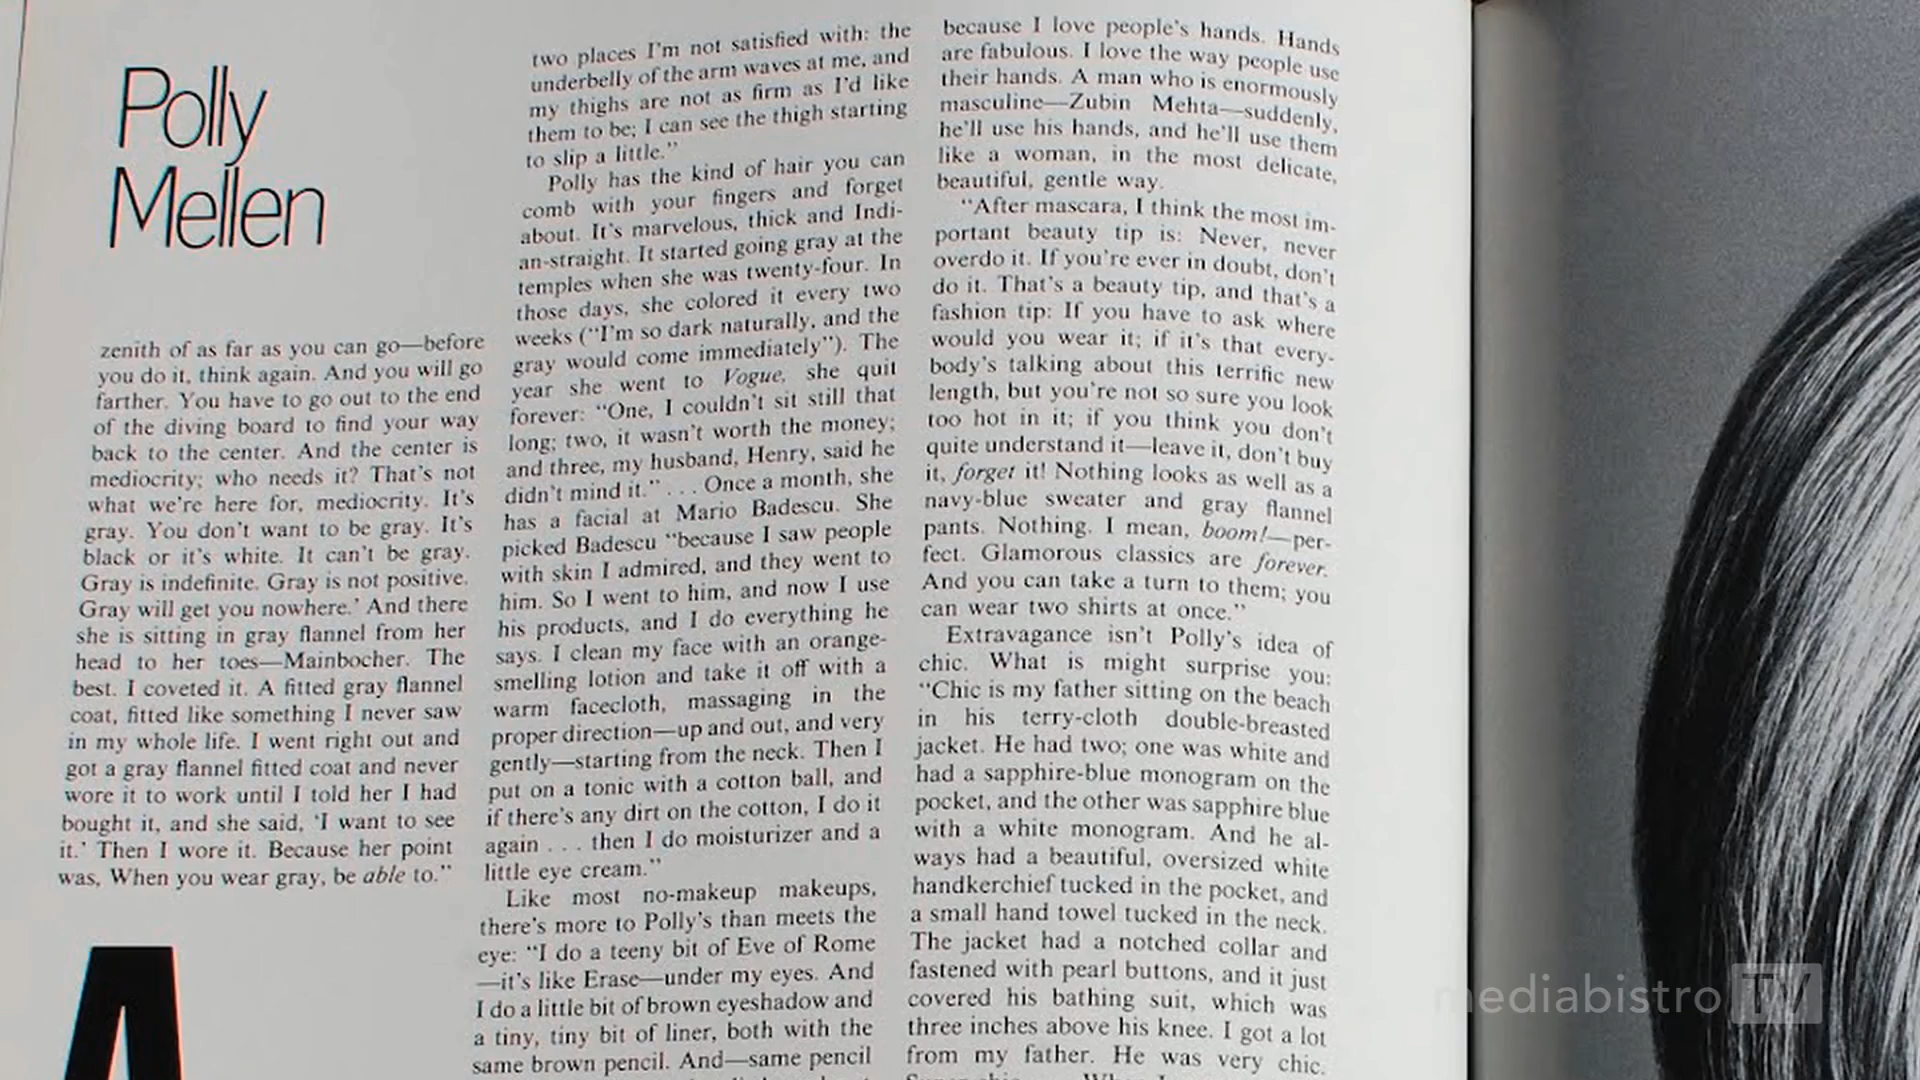 Polly
Mellen
zenith of as far as you can go—before
you do it, think again. And you will go
farther. You have to go out to the end
of the diving board to find your way
back to the center. And the center is
mediocrity; who needs it? That's not
what we're here for, mediocrity. It's
gray. You don't want to be gray. It's
black or it's white. It can't be gray.
Gray is indefinite. Gray is not positive.
Gray will get you nowhere.' And there
she is sitting in gray flannel from her
head to her toes—Mainbocher. The
best. I coveted it. A fitted gray flannel
coat, fitted like something I never saw
in my whole life. I went right out and
got a gray flannel fitted coat and never
wore it to work until I told her I had
bought it, and she said, 'I want to see
it.' Then I wore it. Because her point
was, When you wear gray, be able to."
A
two places I'm not satisfied with: the
underbelly of the arm waves at me, and
my thighs are not as firm as I'd like
them to be; I can see the thigh starting
to slip a little."
Polly has the kind of hair you can
comb with your fingers and forget
about. It's marvelous, thick and Indi-
an-straight. It started going gray at the
temples when she was twenty-four. In
those days, she colored it every two
weeks ("I'm so dark naturally, and the
gray would come immediately"). The
year she went to Vogue, she quit
forever: "One, I couldn't sit still that
long; two, it wasn't worth the money;
and three, my husband, Henry, said he
didn't mind it." . . . Once a month, she
has a facial at Mario Badescu. She
picked Badescu "because I saw people
with skin I admired, and they went to
him. So I went to him, and now I use
his products, and I do everything he
says. I clean my face with an orange-
smelling lotion and take it off with a
warm facecloth, massaging in the
proper direction—up and out, and very
gently—starting from the neck. Then I
put on a tonic with a cotton ball, and
if there's any dirt on the cotton, I do it
again . . . then I do moisturizer and a
little eye cream."
Like most no-makeup makeups,
there's more to Polly's than meets the
eye: "I do a teeny bit of Eve of Rome
—it's like Erase—under my eyes. And
I do a little bit of brown eyeshadow and
a tiny, tiny bit of liner, both with the
same brown pencil. And—same pencil
because I love people's hands. Hands
are fabulous. I love the way people use
their hands. A man who is enormously
masculine—Zubin Mehta—suddenly,
he'll use his hands, and he'll use them
like a woman, in the most delicate,
beautiful, gentle way.
"After mascara, I think the most im-
portant beauty tip is: Never, never
overdo it. If you're ever in doubt, don't
do it. That's a beauty tip, and that's a
fashion tip: If you have to ask where
would you wear it; if it's that every-
body's talking about this terrific new
length, but you're not so sure you look
too hot in it; if you think you don't
quite understand it—leave it, don't buy
it, forget it! Nothing looks as well as a
navy-blue sweater and gray flannel
pants. Nothing. I mean, boom!—per-
fect. Glamorous classics are forever.
And you can take a turn to them; you
can wear two shirts at once."
Extravagance isn't Polly's idea of
chic. What is might surprise you:
"Chic is my father sitting on the beach
in his terry-cloth double-breasted
jacket. He had two; one was white and
had a sapphire-blue monogram on the
pocket, and the other was sapphire blue
with a white monogram. And he al-
ways had a beautiful, oversized white
handkerchief tucked in the pocket, and
a small hand towel tucked in the neck.
The jacket had a notched collar and
fastened with pearl buttons, and it just
covered his bathing suit, which was
three inches above his knee. I got a lot
from my father. He was very chic.
mediabistro TV